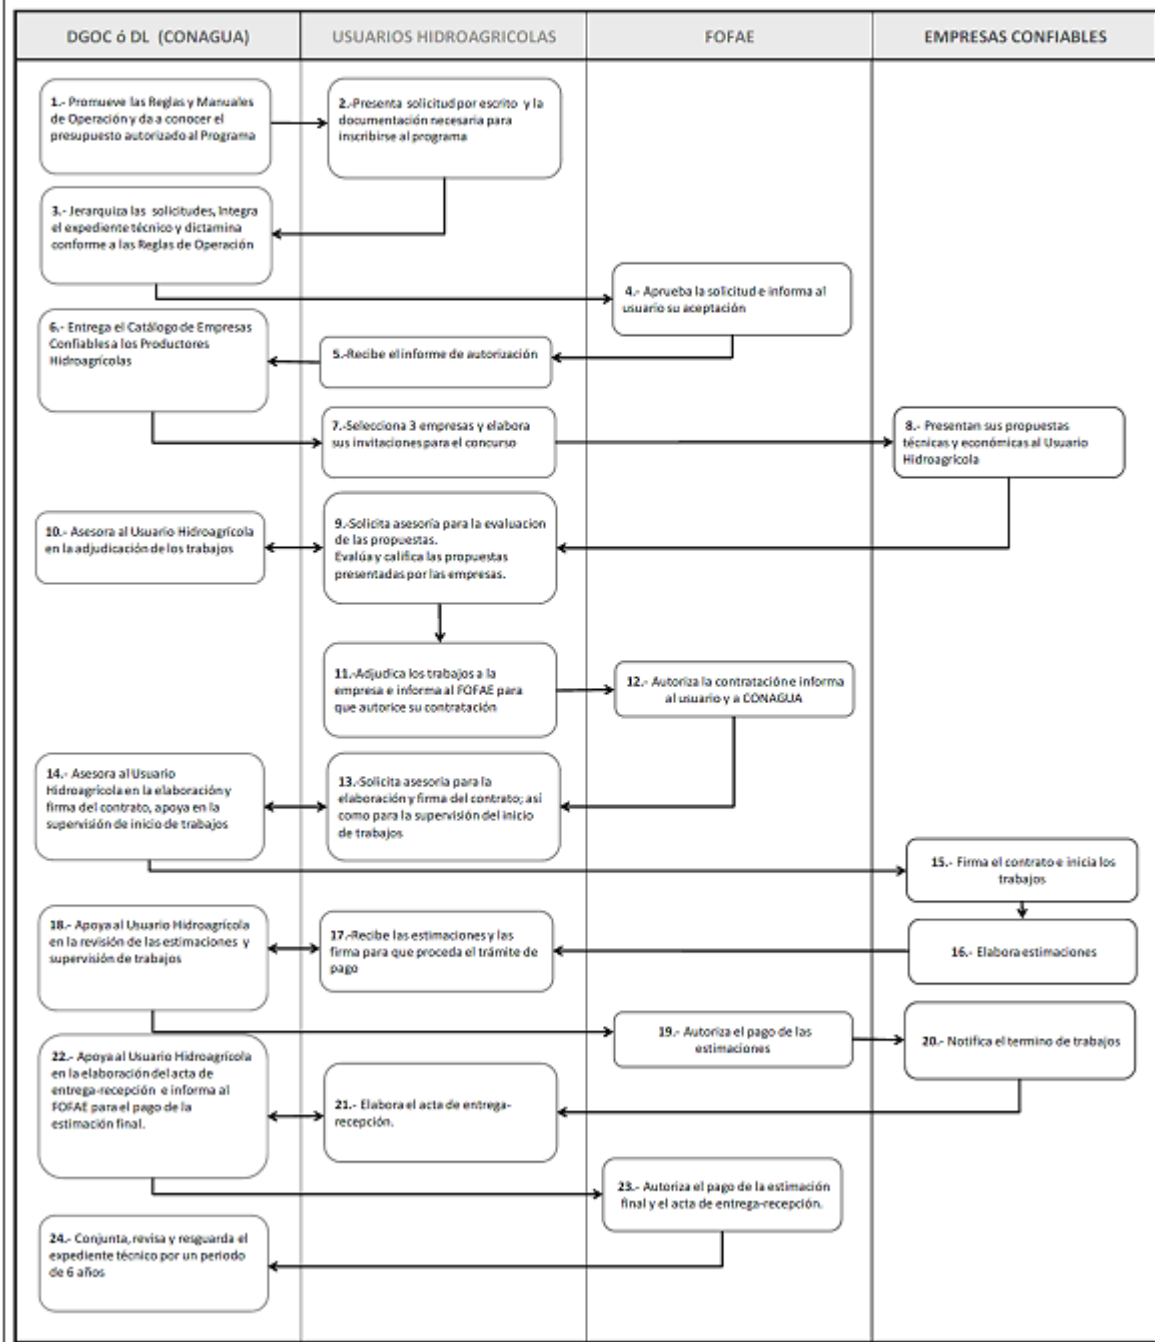 DGOC ó DL (CONAGUA)
USUARIOS HIDROAGRICOLAS
FOFAE
EMPRESAS CONFIABLES
1.- Promueve las Reglas y Manuales
de Operación y da a conocer el
presupuesto autorizado al Programa
2.-Presenta solicitud por escrito y la
documentación necesaria para
inscribirse al programa
3.- Jerarquiza las solicitudes, Integra
el expediente técnico y dictamina
conforme a las Reglas de Operación
4.- Aprueba la solicitud e informa al
usuario su aceptación
5.-Recibe el informe de autorización
6.- Entrega el Catálogo de Empresas
Confiables a los Productores
Hidroagrícolas
7.-Selecciona 3 empresas y elabora
sus invitaciones para el concurso
8.- Presentan sus propuestas
técnicas y económicas al Usuario
Hidroagrícola
9.-Solicita asesoría para la evaluacion
de las propuestas.
Evalúa y califica las propuestas
presentadas por las empresas.
10.- Asesora al Usuario Hidroagrícola
en la adjudicación de los trabajos
11.-Adjudica los trabajos a la
empresa e informa al FOFAE para
que autorice su contratación
12.- Autoriza la contratación e informa
al usuario y a CONAGUA
13.-Solicita asesoria para la
elaboración y firma del contrato; así
como para la supervisión del inicio
de trabajos
14.- Asesora al Usuario
Hidroagrícola en la elaboración y
firma del contrato, apoya en la
supervisión de inicio de trabajos
15.- Firma el contrato e inicia los
trabajos
16.- Elabora estimaciones
17.-Recibe las estimaciones y las
firma para que proceda el trámite de
pago
18.- Apoya al Usuario Hidroagrícola
en la revisión de las estimaciones y
supervisión de trabajos
19.- Autoriza el pago de las
estimaciones
20.- Notifica el termino de trabajos
21.- Elabora el acta de entrega-
recepción.
22.- Apoya al Usuario Hidroagrícola
en la elaboración del acta de
entrega-recepción e informa al
FOFAE para el pago de la
estimación final.
23.- Autoriza el pago de la estimación
final y el acta de entrega-recepción.
24.- Conjunta, revisa y resguarda el
expediente técnico por un periodo
de 6 años